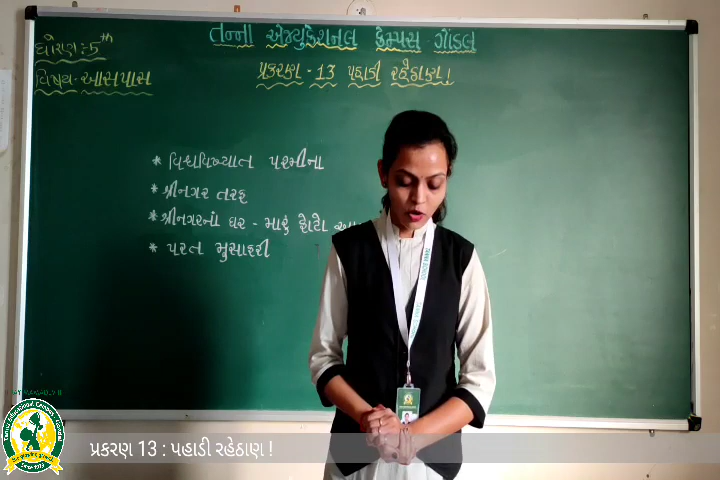 તન્ના એજ્યુકેશનલ કેમ્પસ ગોંડલ
ધોરણ:-૬ th
વિષય-આસપાસ
પ્રકરણ - 13 પહાડી રહેઠાણ!
* વિશ્વવિખ્યાત પશ્મીના
* શ્રીનગર તરફ
* શ્રીનગરનાં ઘર - મારું ફોટો આ
* પરત મુસાફરી
પ્રકરણ 13 : પહાડી રહેઠાણ !